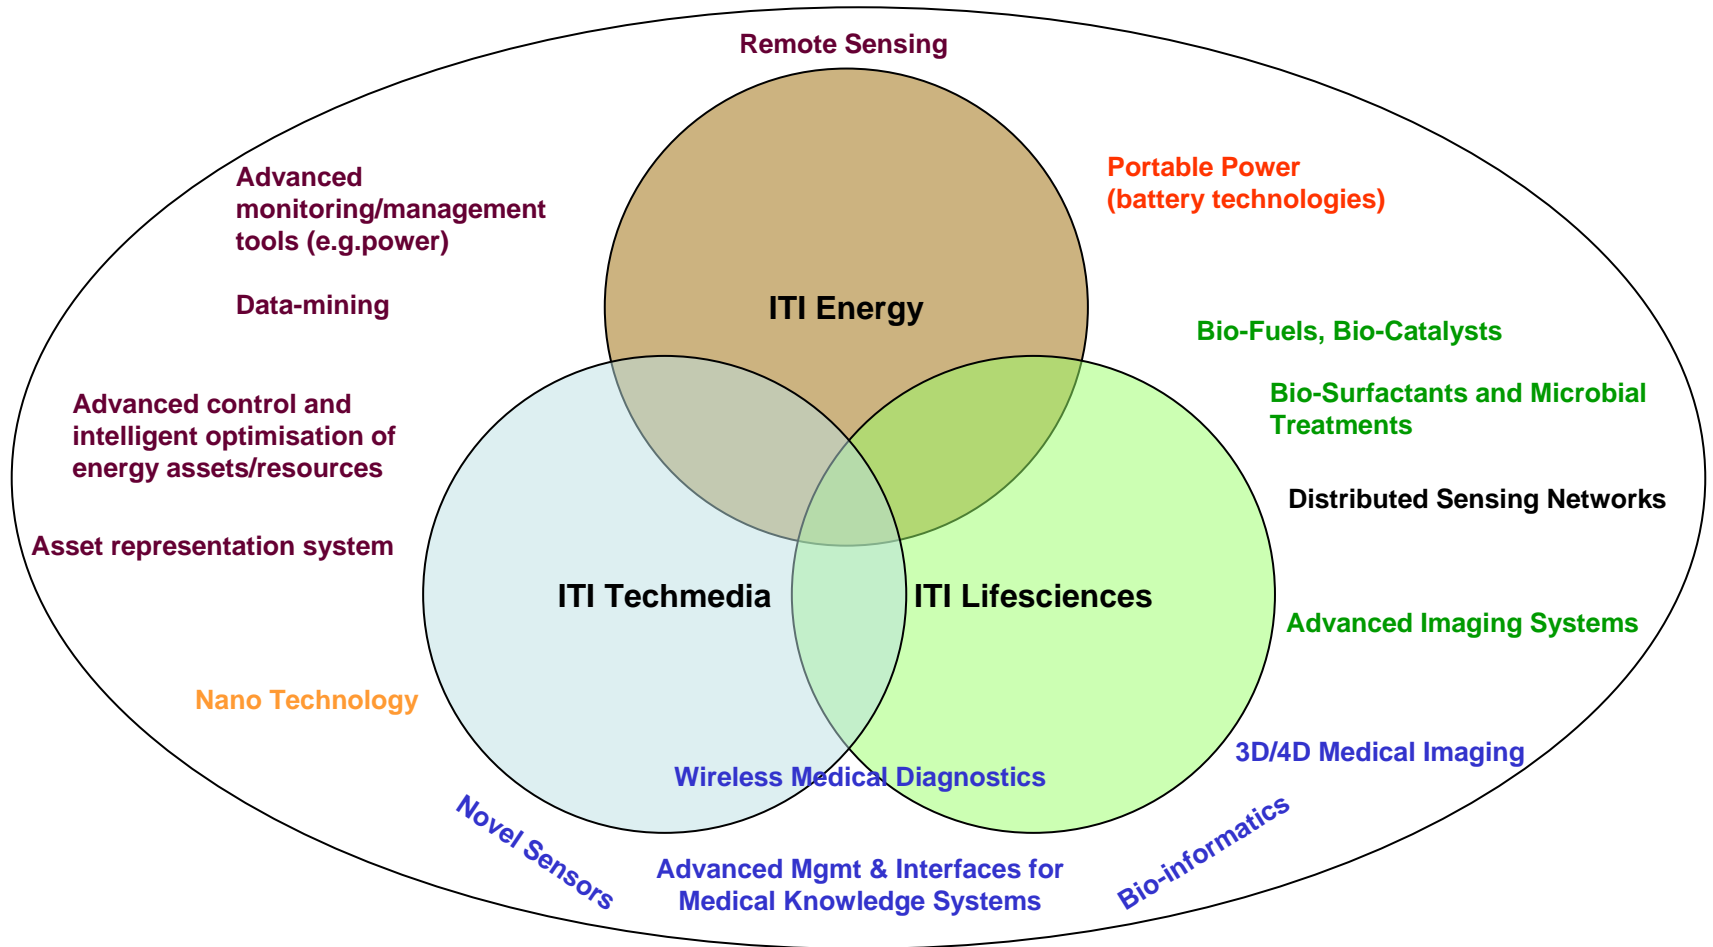 Remote Sensing
Advanced
monitoring/management
tools (e.g.power)
Portable Power
(battery technologies)
Data-mining
ITI Energy
Bio-Fuels, Bio-Catalysts
Advanced control and
intelligent optimisation of
energy assets/resources
Bio-Surfactants and Microbial
Treatments
Distributed Sensing Networks
Asset representation system
ITI Techmedia
ITI Lifesciences
Advanced Imaging Systems
Nano Technology
3D/4D Medical Imaging
Wireless Medical Diagnostics
Novel Sensors
Bio-informatics
Advanced Mgmt & Interfaces for
Medical Knowledge Systems